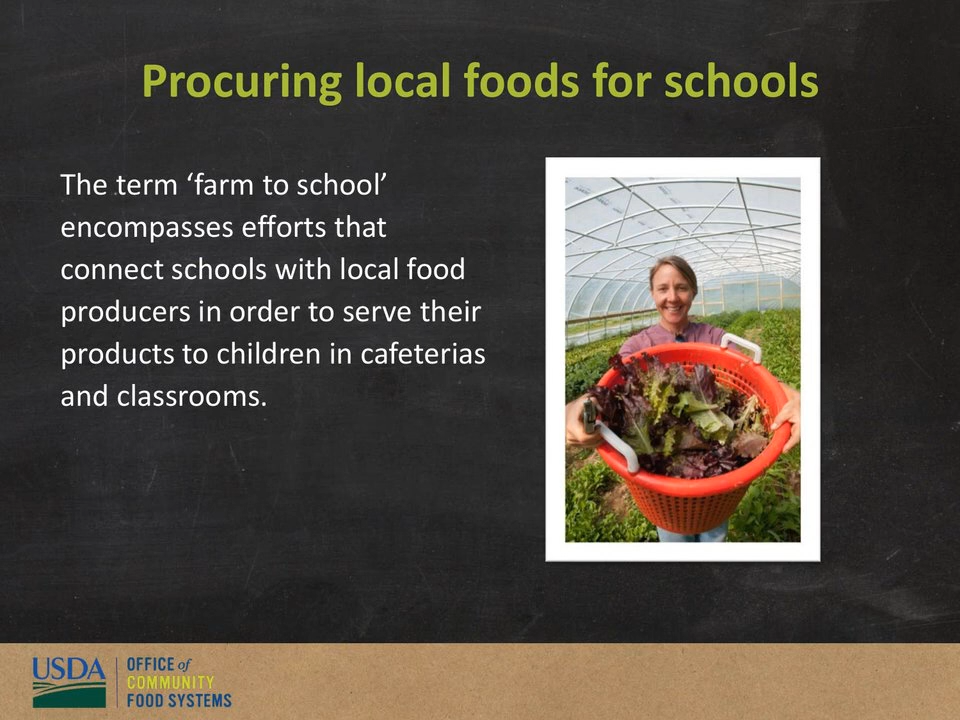 Procuring local foods for schools
The term ‘farm to school’
encompasses efforts that
connect schools with local food
producers in order to serve their
products to children in cafeterias
and classrooms.
USDA
OFFICE of
COMMUNITY
FOOD SYSTEMS